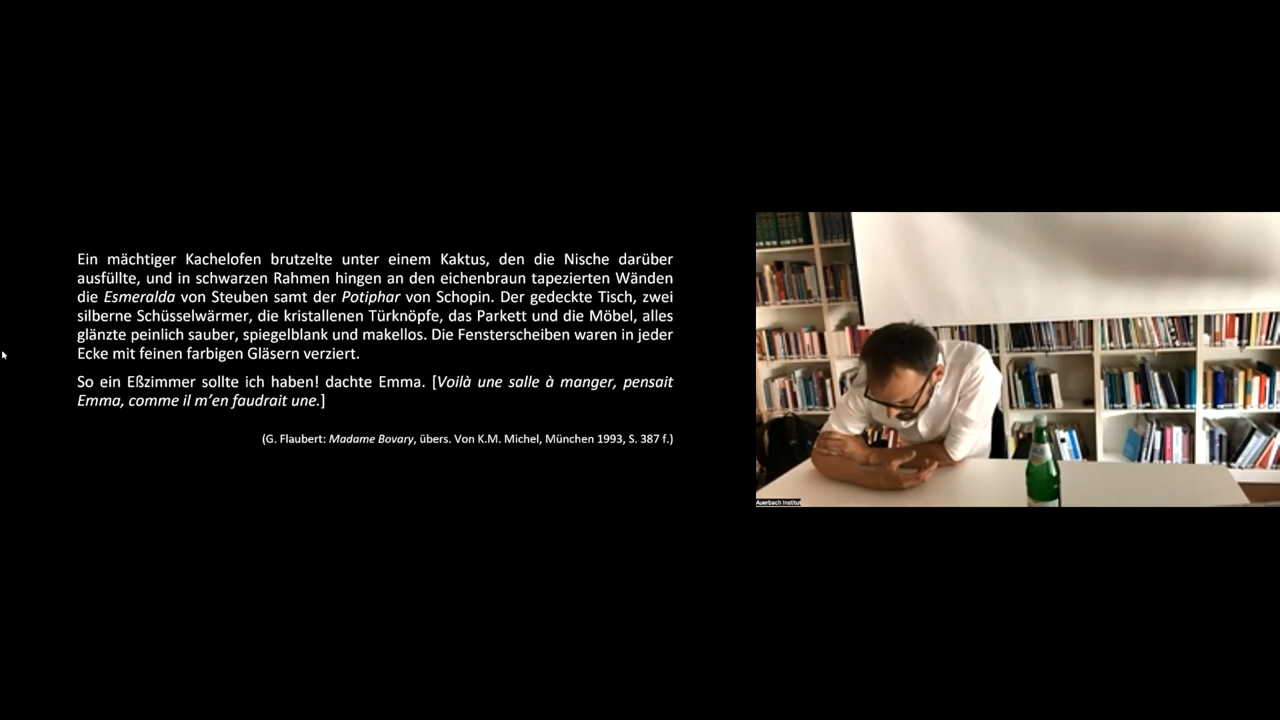 Ein mächtiger Kachelofen brutzelte unter einem Kaktus, den die Nische darüber
ausfüllte, und in schwarzen Rahmen hingen an den eichenbraun tapezierten Wänden
die Esmeralda von Steuben samt der Potiphar von Schopin. Der gedeckte Tisch, zwei
silberne Schüsselwärmer, die kristallenen Türknöpfe, das Parkett und die Möbel, alles
glänzte peinlich sauber, spiegelblank und makellos. Die Fensterscheiben waren in jeder
Ecke mit feinen farbigen Gläsern verziert.
So ein Eßzimmer sollte ich haben! dachte Emma. [Voilà une salle à manger, pensait
Emma, comme il m’en faudrait une.]
(G. Flaubert: Madame Bovary, übers. Von K.M. Michel, München 1993, S. 387 f.)
Auerbach Institut